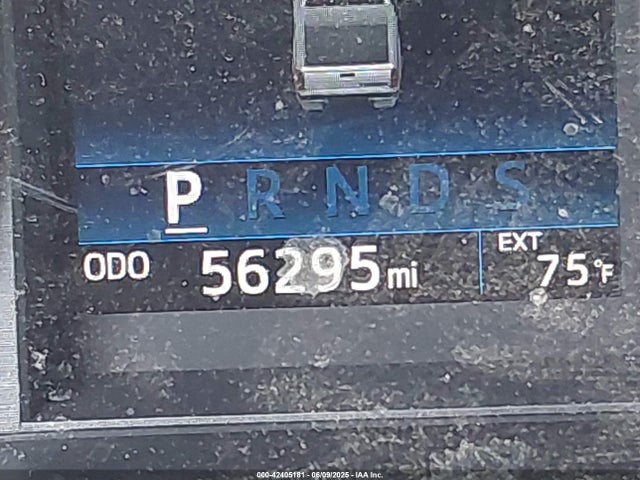 P R N D S
ODO 56295 mi EXT 75°F
000-42405181 - 06/09/2025 - IAA Inc.